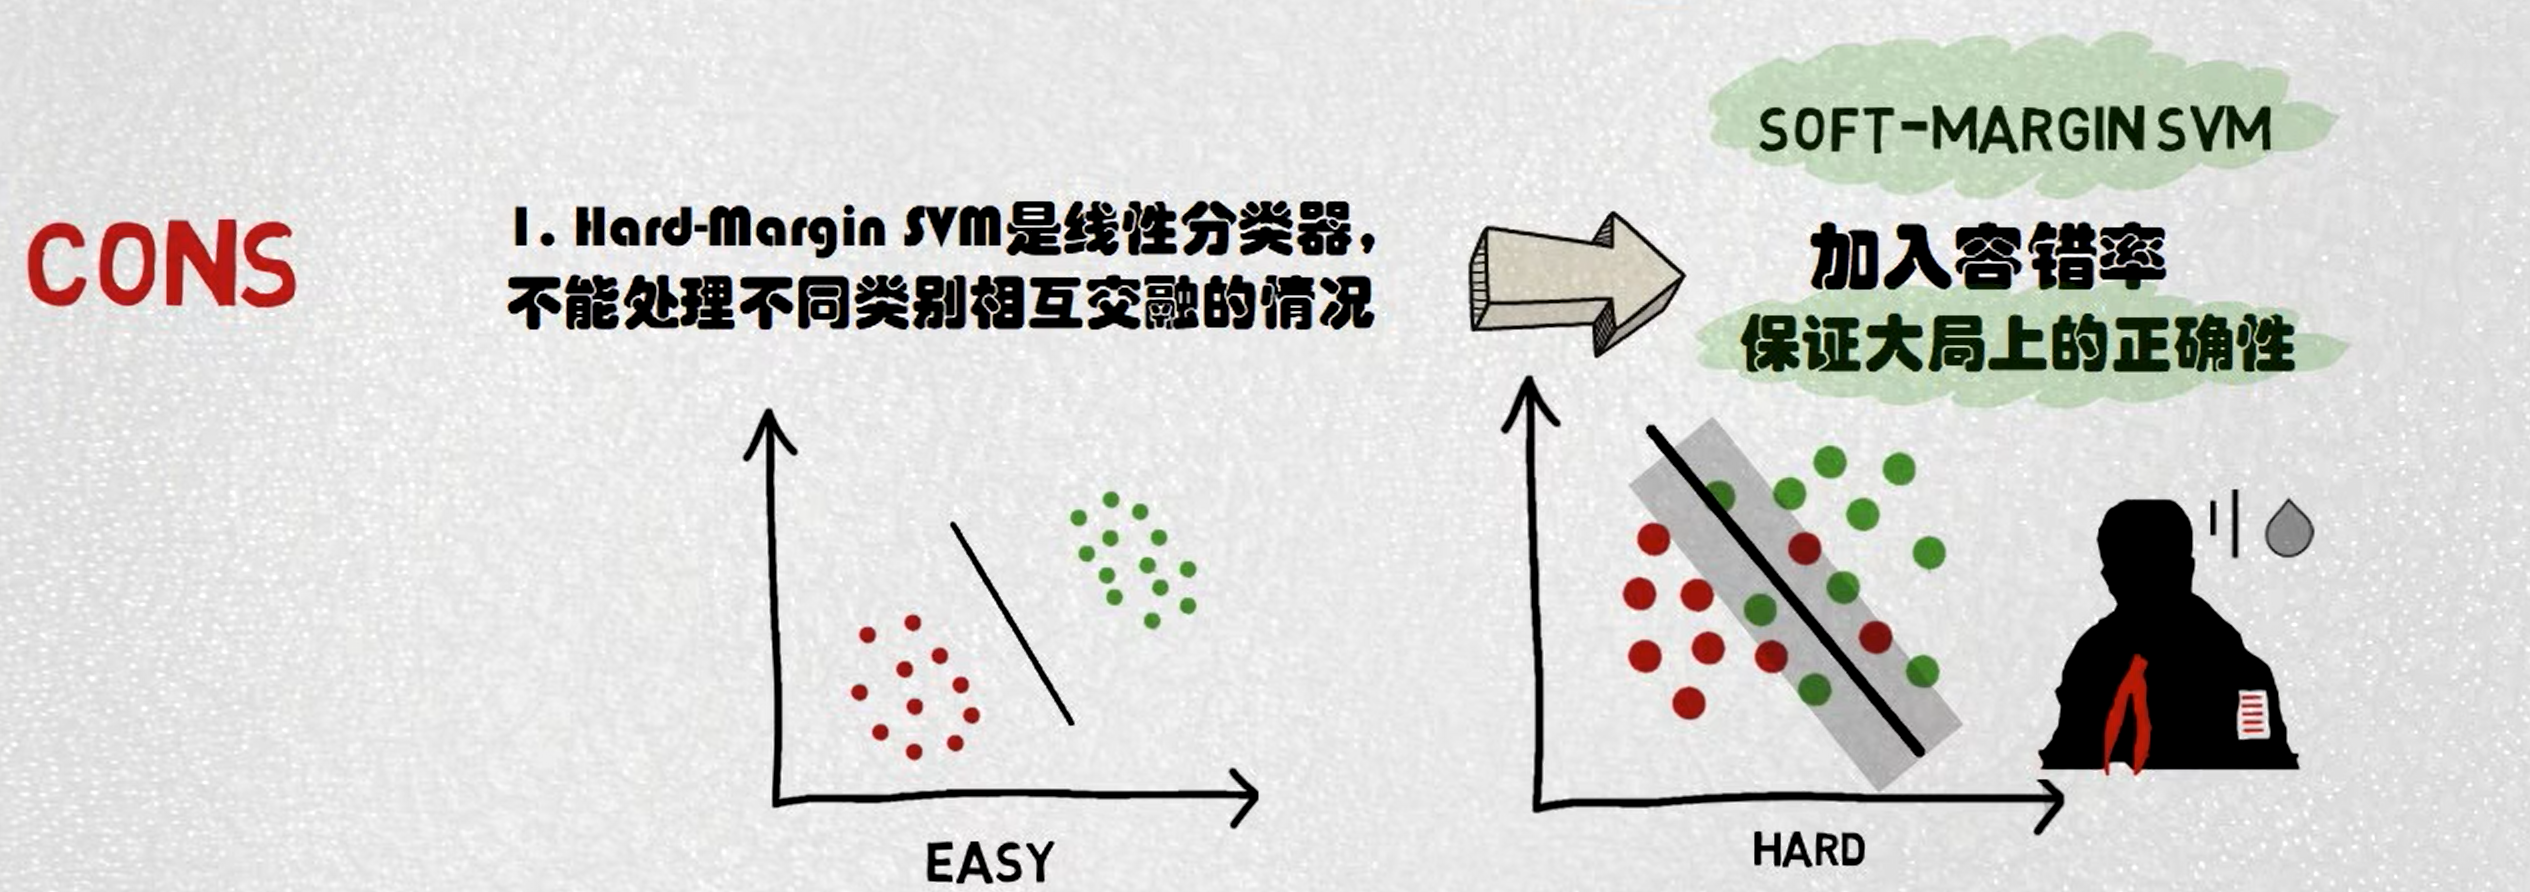 CONS
1. Hard-Margin SVM是线性分类器,
不能处理不同类别相互交融的情况
SOFT-MARGIN SVM
加入容错率
保证大局上的正确性
EASY
HARD